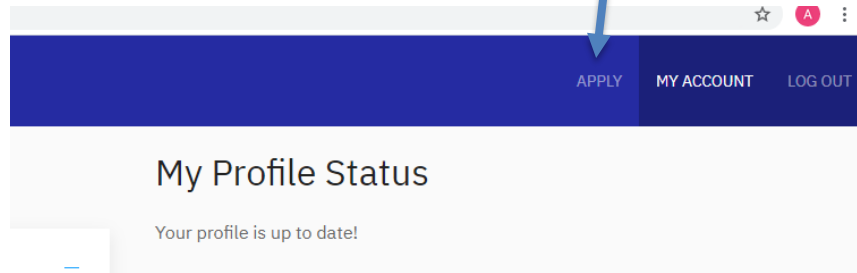 A
APPLY MY ACCOUNT LOG OUT
My Profile Status
Your profile is up to date!